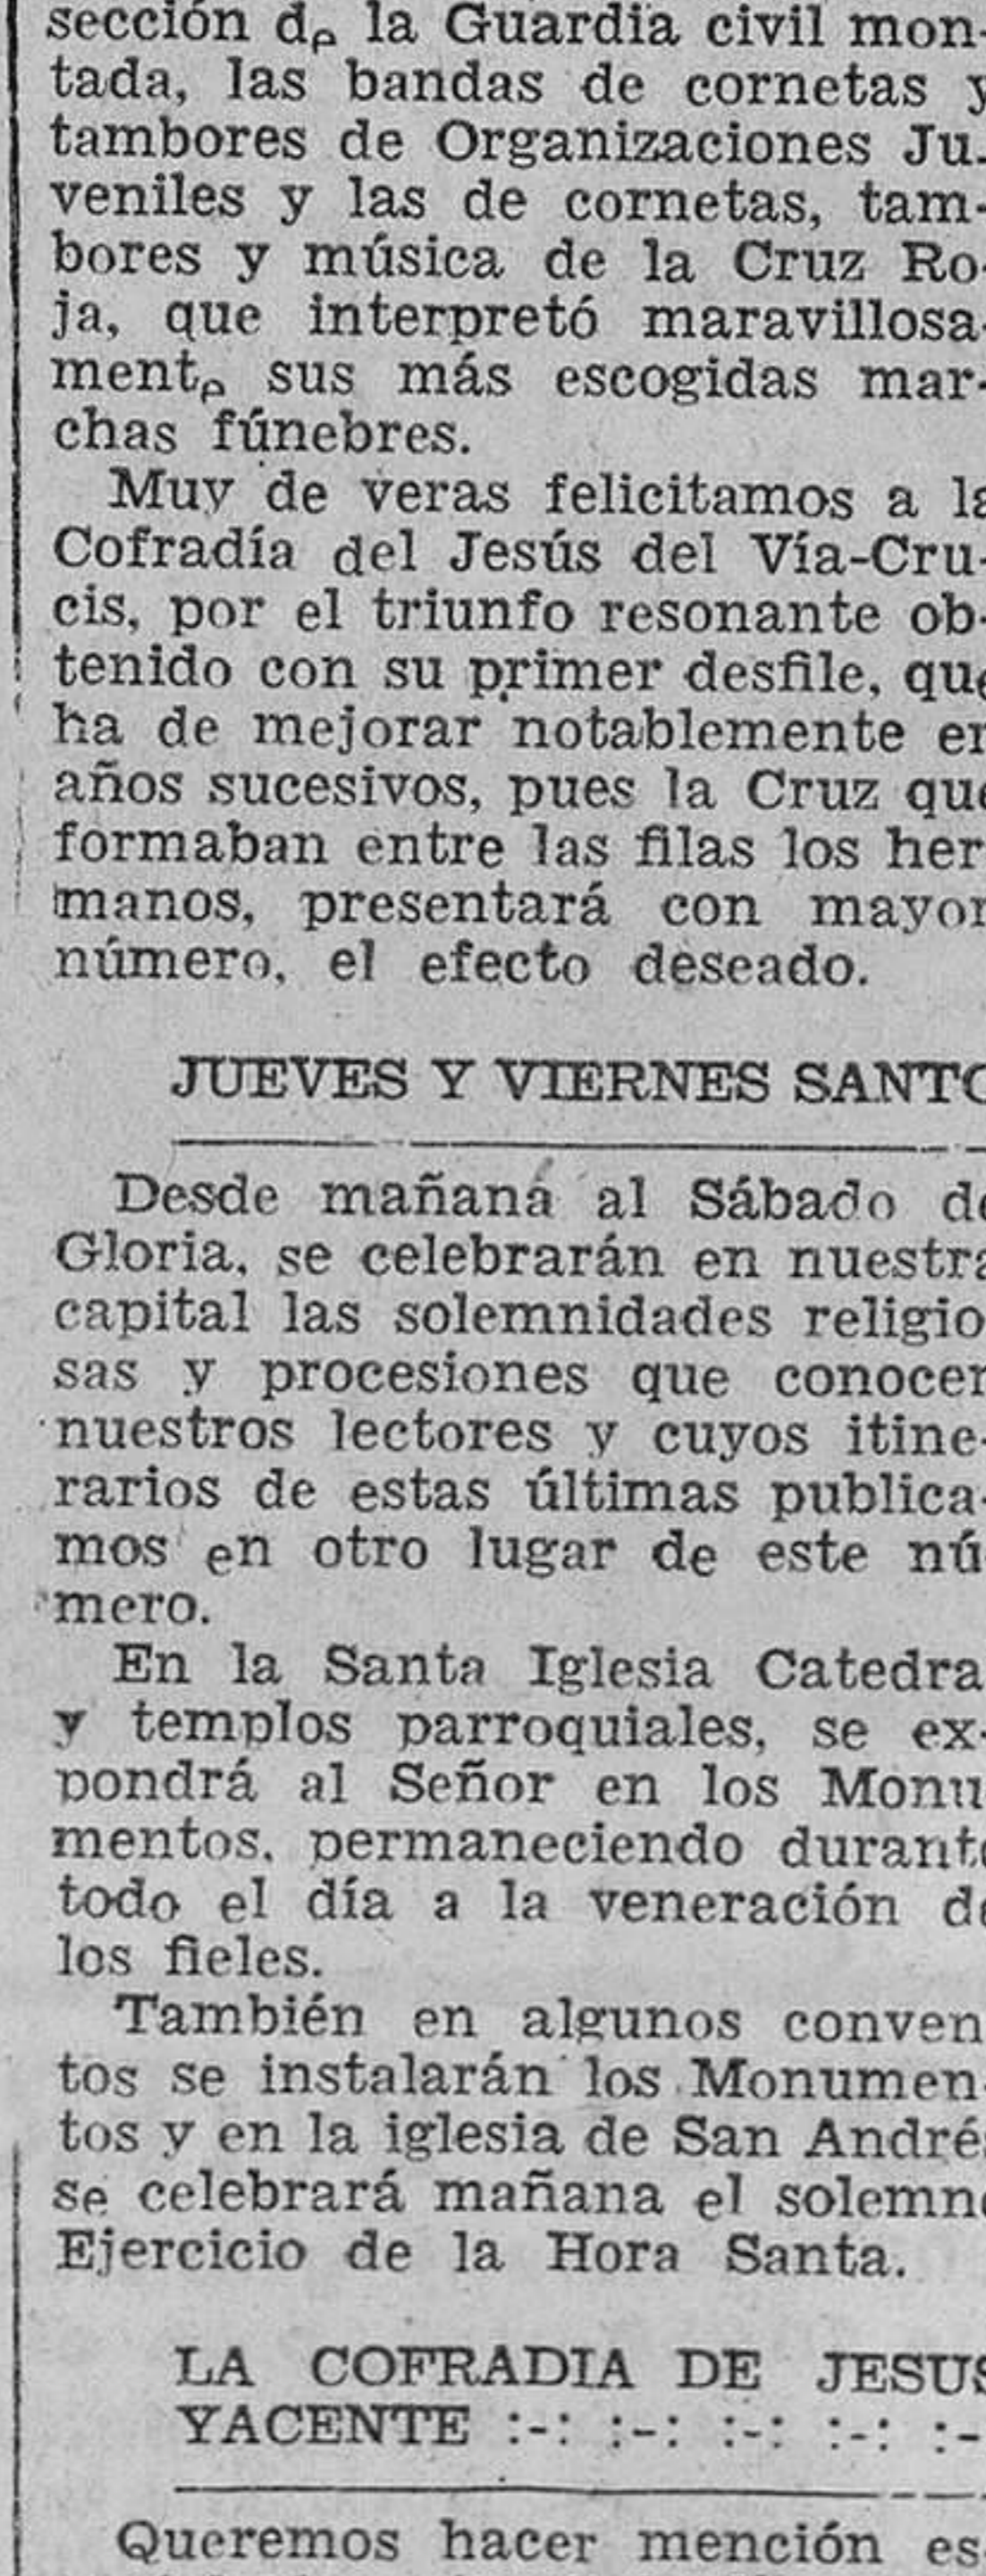 sección de la Guardia civil mon-
tada, las bandas de cornetas y
tambores de Organizaciones Ju-
veniles y las de cornetas, tam-
bores y música de la Cruz Ro-
ja, que interpretó maravillosa-
mente sus más escogidas mar-
chas fúnebres.
Muy de veras felicitamos a la
Cofradía del Jesús del Vía-Cru-
cis, por el triunfo resonante ob-
tenido con su primer desfile, que
ha de mejorar notablemente en
años sucesivos, pues la Cruz que
formaban entre las filas los her
manos, presentará con mayor
número, el efecto deseado.
JUEVES Y VIERNES SANTO
Desde mañana al Sábado de
Gloria, se celebrarán en nuestra
capital las solemnidades religio
sas y procesiones que conocen
nuestros lectores y cuyos itine-
rarios de estas últimas publica-
mos en otro lugar de este nú
mero.
En la Santa Iglesia Catedra
y templos parroquiales, se ex-
pondrá al Señor en los Monu
mentos, permaneciendo durante
todo el día a la veneración de
los fieles.
También en algunos conven
tos se instalarán los Monumen-
tos y en la iglesia de San Andrés
se celebrará mañana el solemne
Ejercicio de la Hora Santa.
LA COFRADIA DE JESUS
YACENTE :-: :-: :-: :-: :-
Queremos hacer mención es-